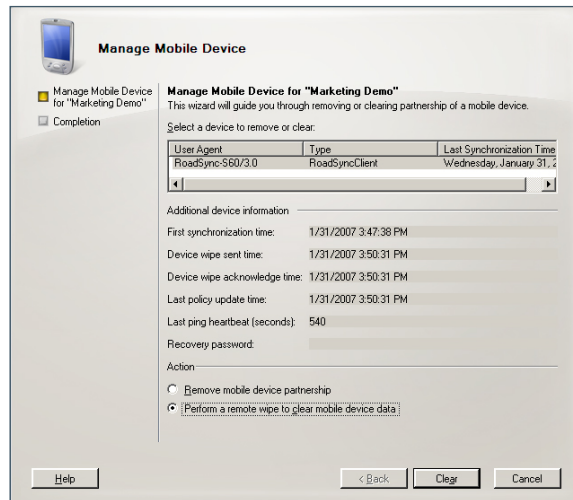 Manage Mobile Device
Manage Mobile Device
for "Marketing Demo"
Completion
Manage Mobile Device for "Marketing Demo"
This wizard will guide you through removing or clearing partnership of a mobile device.
Select a device to remove or clear:
User Agent Type Last Synchronization Time
RoadSync-S60/3.0 RoadSyncClient Wednesday, January 31, 2
Additional device information
First synchronization time: 1/31/2007 3:47:38 PM
Device wipe sent time: 1/31/2007 3:50:31 PM
Device wipe acknowledge time: 1/31/2007 3:50:31 PM
Last policy update time: 1/31/2007 3:50:31 PM
Last ping heartbeat (seconds): 540
Recovery password:
Action
Remove mobile device partnership
Perform a remote wipe to clear mobile device data
Help < Back Clear Cancel